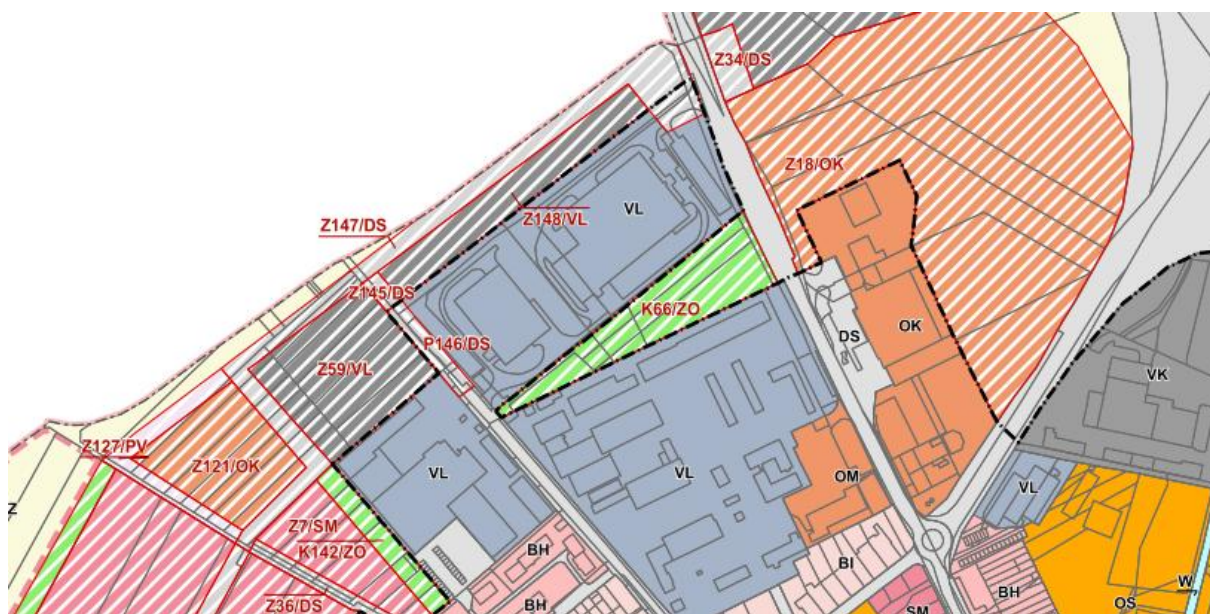 Z34/DS
Z18/OK
VL
Z148/VL
Z147/DS
Z145/DS
K66/ZO
P146/DS
DS
OK
Z59/VL
VK
Z127/PV
Z121/OK
VL
VL
OM
VL
Z
Z7/SM
K142/ZO
BH
BI
BH
W
Z36/DS
BH
SM
OS